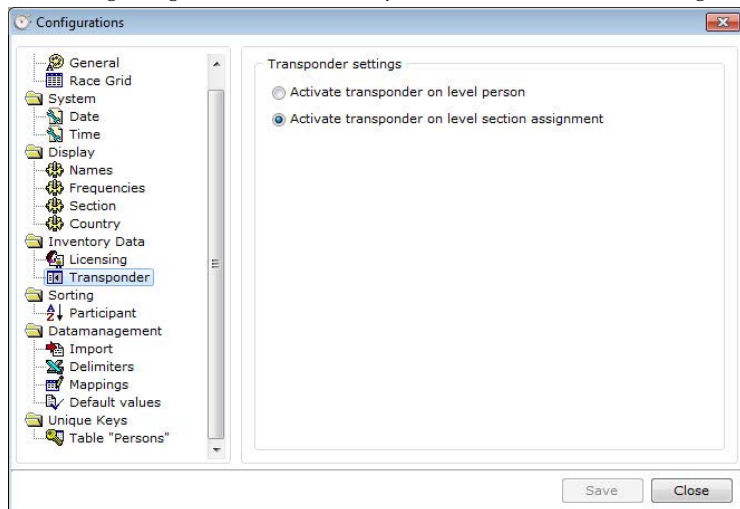 Configurations
General
Race Grid
System
Date
Time
Display
Names
Frequencies
Section
Country
Inventory Data
Licensing
Transponder
Sorting
Participant
Datamanagement
Import
Delimiters
Mappings
Default values
Unique Keys
Table "Persons"
Transponder settings
Activate transponder on level person
Activate transponder on level section assignment
Save
Close